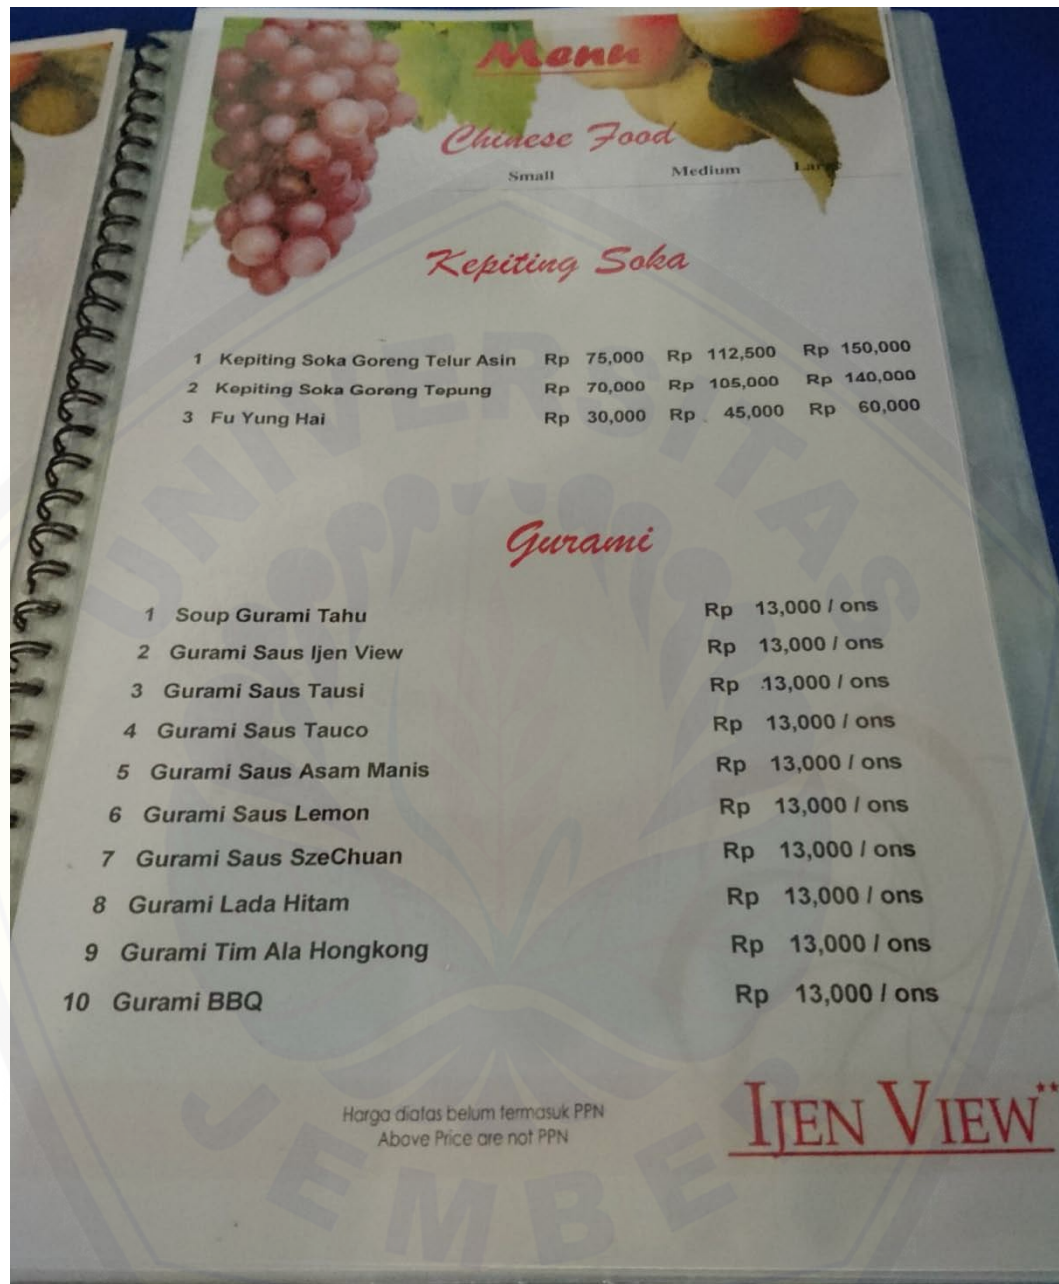 Menu
Chinese Food
Small Medium Large
Kepiting Soka
1 Kepiting Soka Goreng Telur Asin Rp 75,000 Rp 112,500 Rp 150,000
2 Kepiting Soka Goreng Tepung Rp 70,000 Rp 105,000 Rp 140,000
3 Fu Yung Hai Rp 30,000 Rp 45,000 Rp 60,000
Gurami
1 Soup Gurami Tahu Rp 13,000 / ons
2 Gurami Saus Ijen View Rp 13,000 / ons
3 Gurami Saus Tausi Rp 13,000 / ons
4 Gurami Saus Tauco Rp 13,000 / ons
5 Gurami Saus Asam Manis Rp 13,000 / ons
6 Gurami Saus Lemon Rp 13,000 / ons
7 Gurami Saus SzeChuan Rp 13,000 / ons
8 Gurami Lada Hitam Rp 13,000 / ons
9 Gurami Tim Ala Hongkong Rp 13,000 / ons
10 Gurami BBQ Rp 13,000 / ons
Harga diatas belum termasuk PPN
Above Price are not PPN
IJEN VIEW
UNIVERSITAS
JEMBER